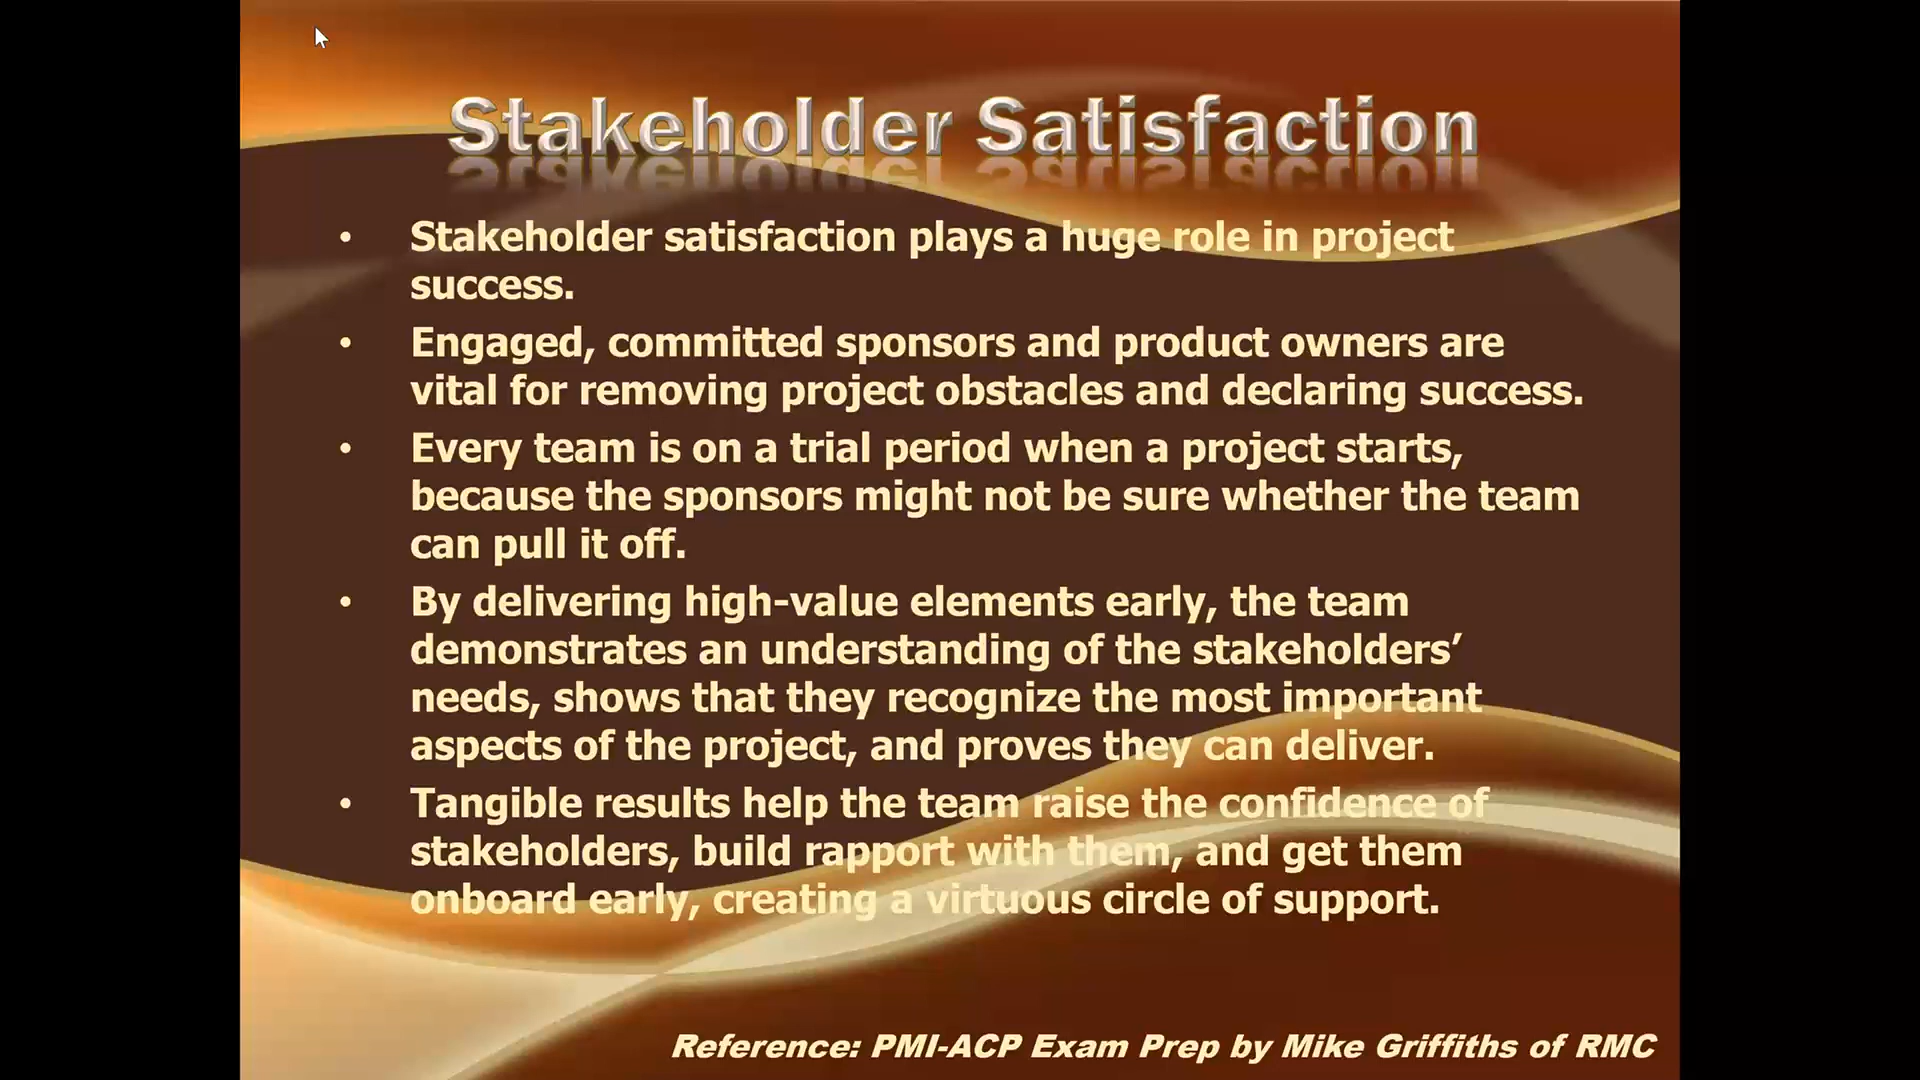 Stakeholder Satisfaction
• Stakeholder satisfaction plays a huge role in project
success.
• Engaged, committed sponsors and product owners are
vital for removing project obstacles and declaring success.
• Every team is on a trial period when a project starts,
because the sponsors might not be sure whether the team
can pull it off.
• By delivering high-value elements early, the team
demonstrates an understanding of the stakeholders’
needs, shows that they recognize the most important
aspects of the project, and proves they can deliver.
• Tangible results help the team raise the confidence of
stakeholders, build rapport with them, and get them
onboard early, creating a virtuous circle of support.
Reference: PMI-ACP Exam Prep by Mike Griffiths of RMC